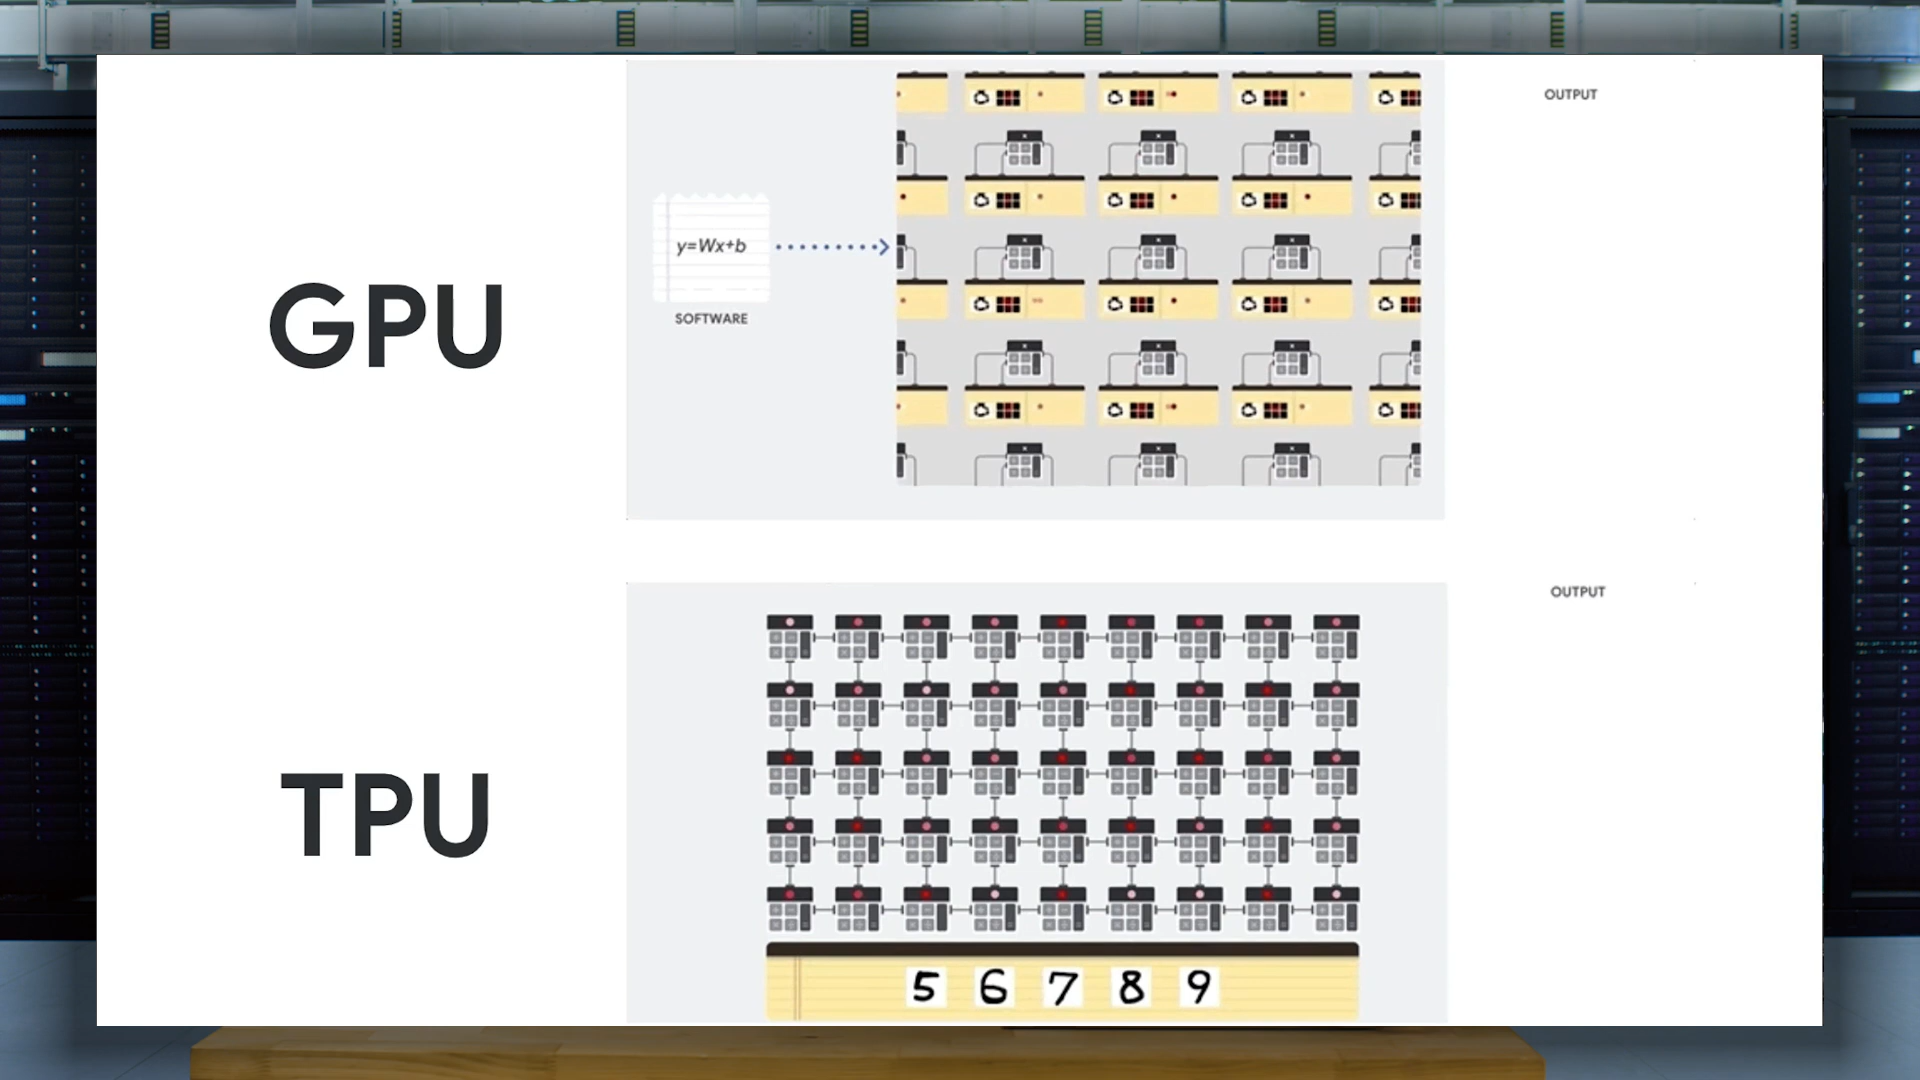 OUTPUT
y=Wx+b
SOFTWARE
GPU
OUTPUT
TPU
5 6 7 8 9